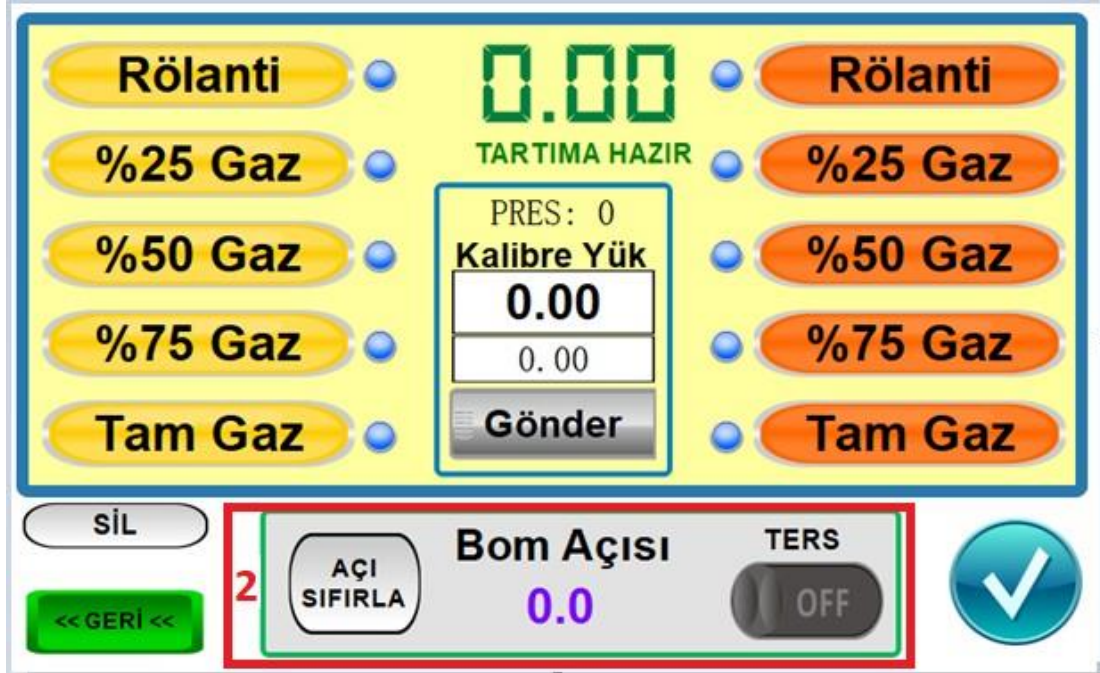 Rölanti
%25 Gaz
%50 Gaz
%75 Gaz
Tam Gaz
0.00
TARTIMA HAZIR
PRES: 0
Kalibre Yük
0.00
0.00
Gönder
Rölanti
%25 Gaz
%50 Gaz
%75 Gaz
Tam Gaz
SİL
<< GERİ <<
2
AÇI
SIFIRLA
Bom Açısı
0.0
TERS
OFF